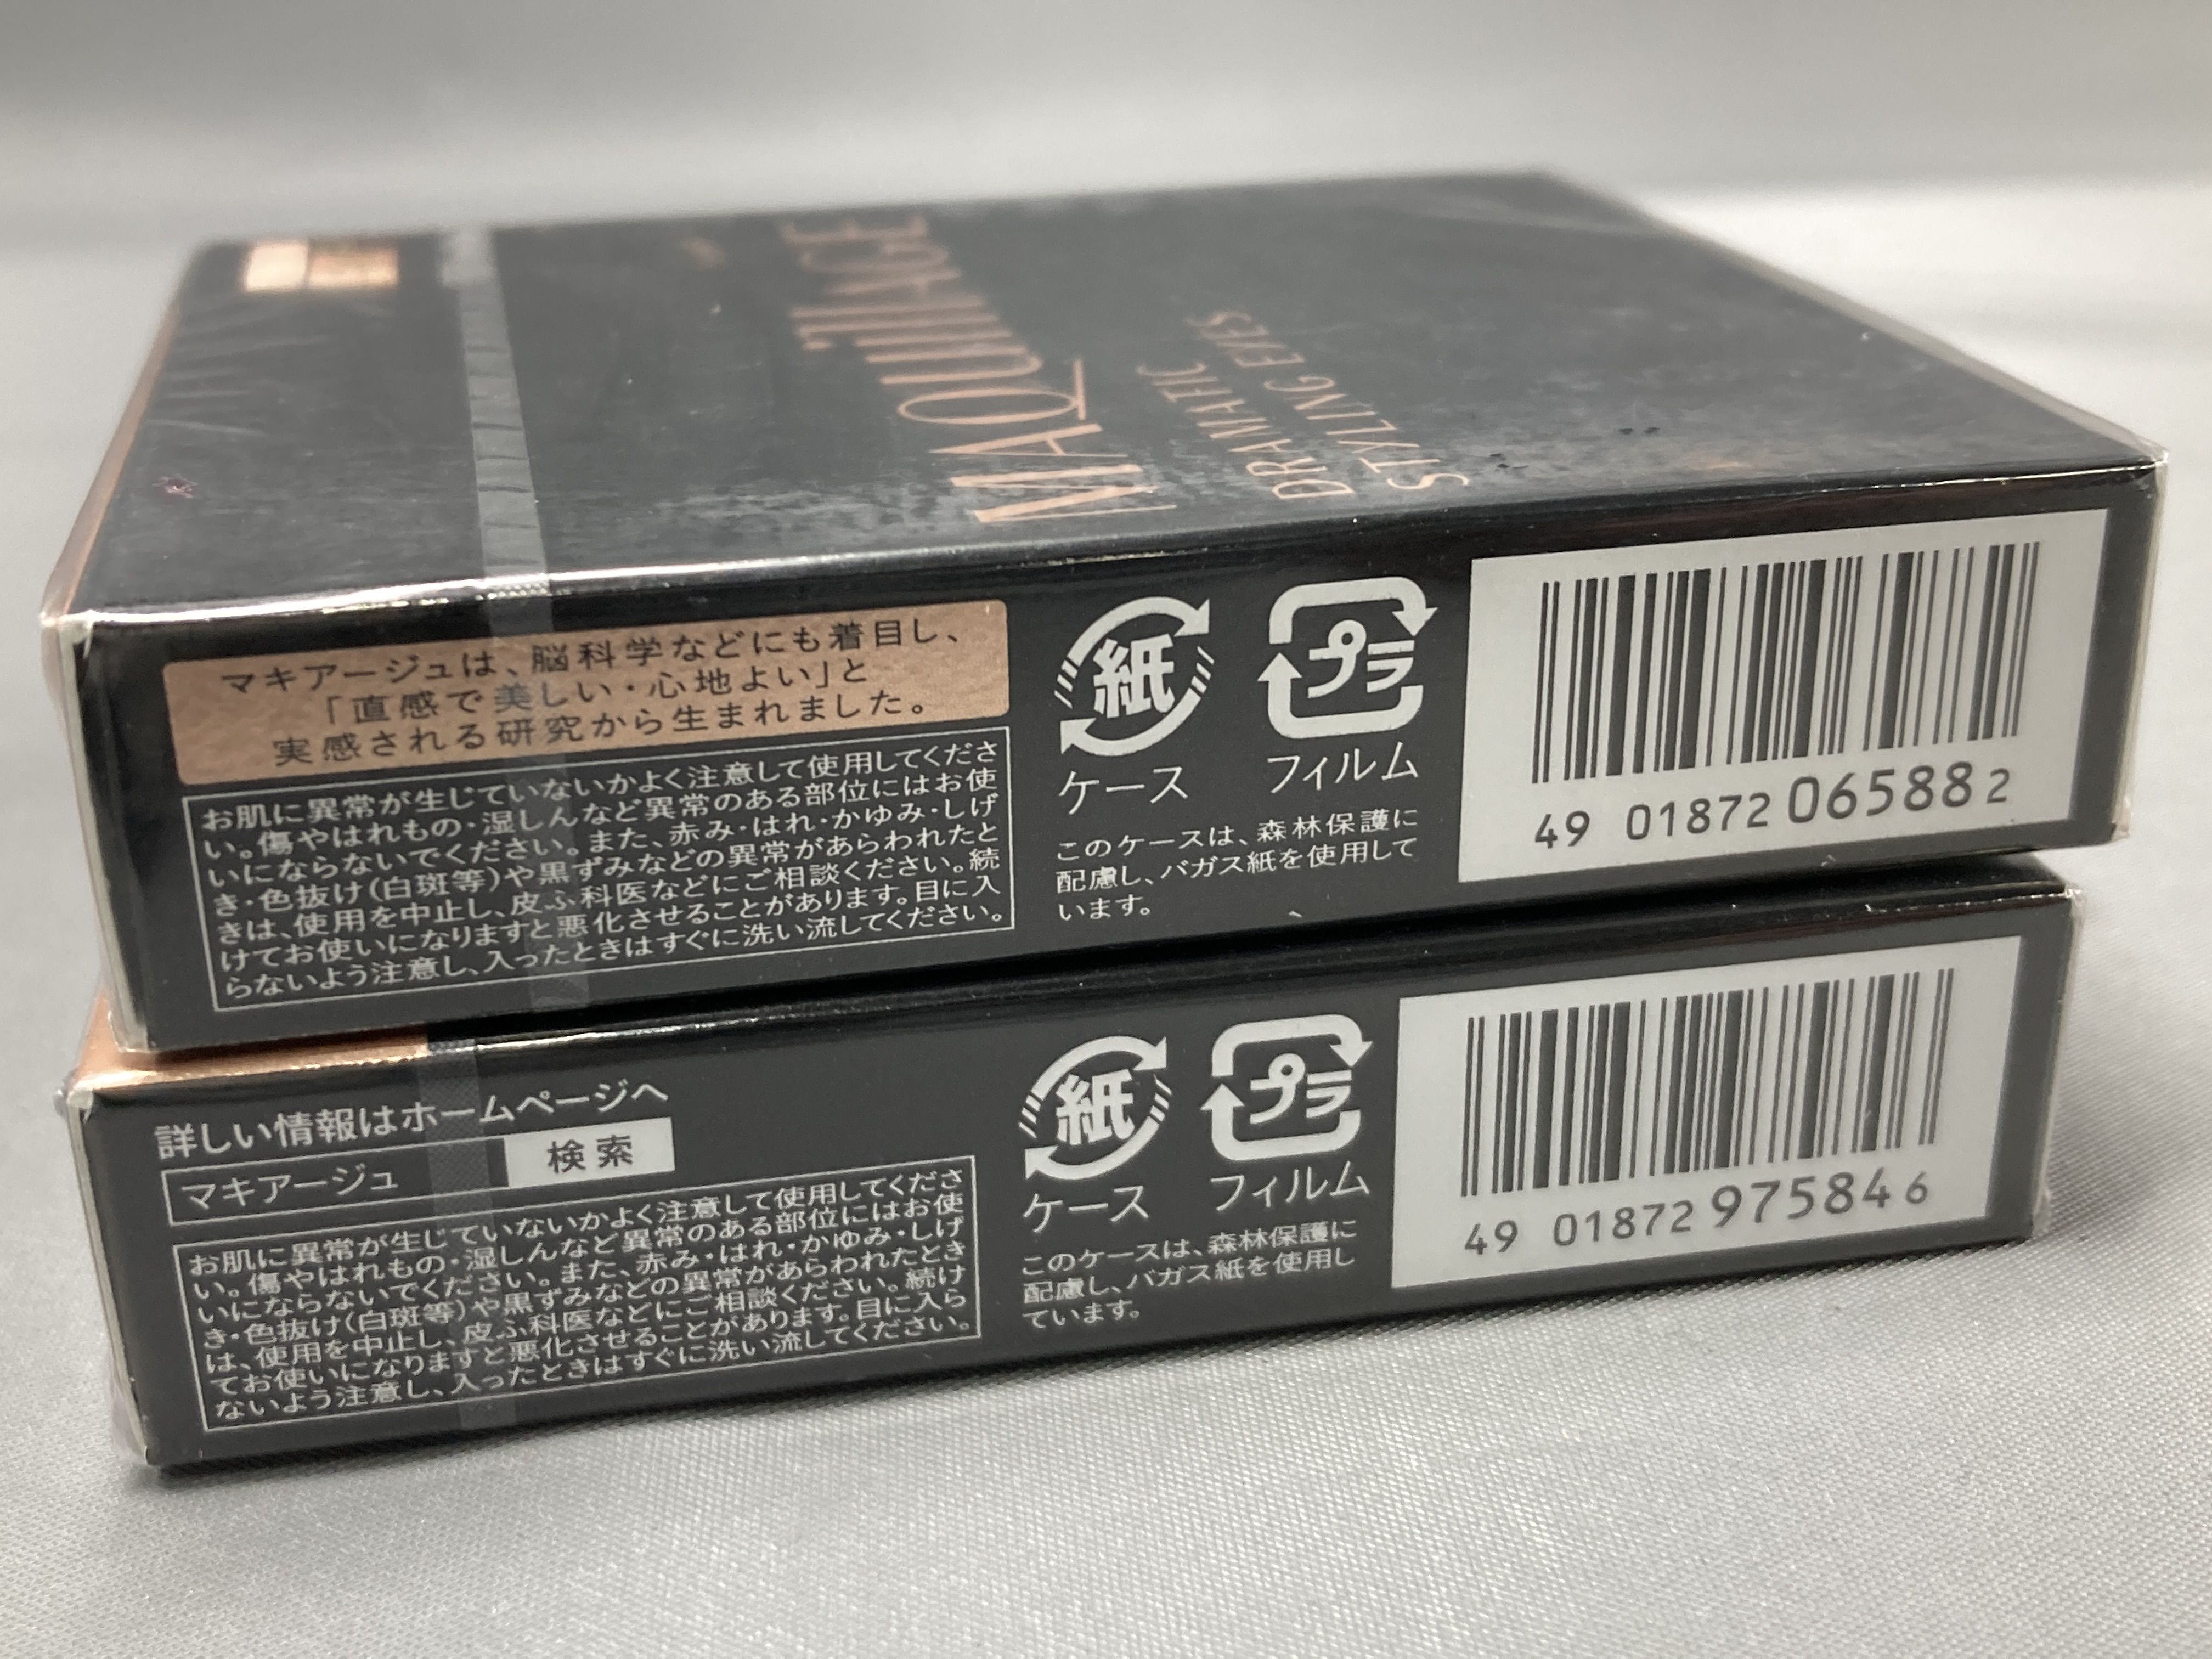 MAQUILLAGE
DRAMATIC
STYLING EYES
マキアージュは、脳科学などにも着目し、
「直感で美しい・心地よい」と
実感される研究から生まれました。
お肌に異常が生じていないかよく注意して使用してくださ
い。傷やはれもの・湿しんなど異常のある部位にはお使
いにならないでください。また、赤み・はれ・かゆみ・しげ
き・色抜け(白斑等)や黒ずみなどの異常があらわれたと
きは、使用を中止し、皮ふ科医などにご相談ください。続
けてお使いになりますと悪化させることがあります。目に入
らないよう注意し、入ったときはすぐに洗い流してください。
紙
ケース
プラ
フィルム
このケースは、森林保護に
配慮し、バガス紙を使用して
います。
49 01872 06588 2
詳しい情報はホームページへ
マキアージュ 検索
お肌に異常が生じていないかよく注意して使用してくださ
い。傷やはれもの・湿しんなど異常のある部位にはお使
いにならないでください。また、赤み・はれ・かゆみ・しげ
き・色抜け(白斑等)や黒ずみなどの異常があらわれたとき
は、使用を中止し、皮ふ科医などにご相談ください。続け
てお使いになりますと悪化させることがあります。目に入ら
ないよう注意し、入ったときはすぐに洗い流してください。
紙
ケース
プラ
フィルム
このケースは、森林保護に
配慮し、バガス紙を使用し
ています。
49 01872 97584 6